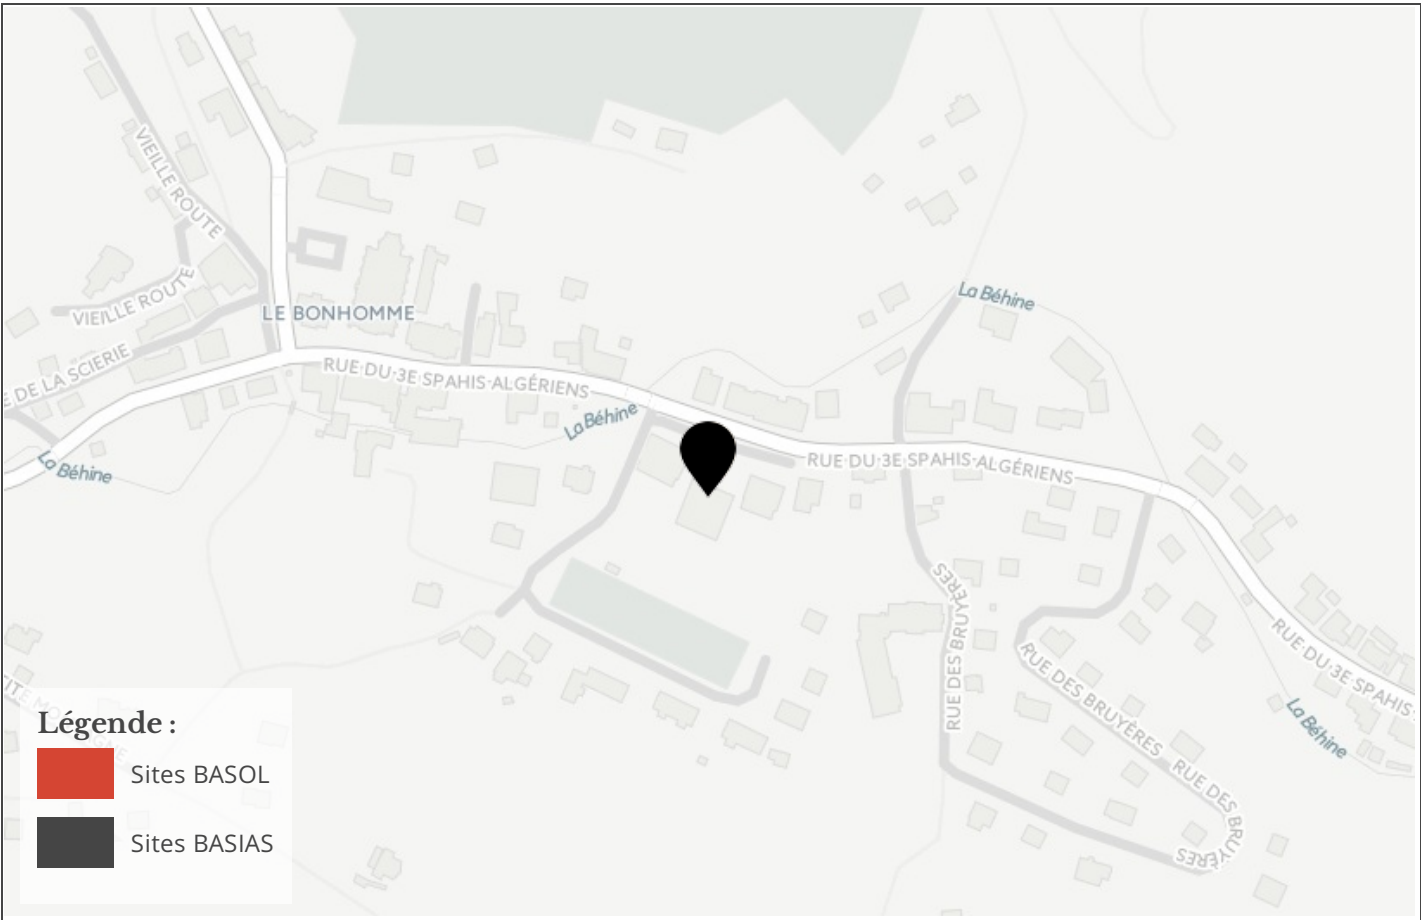 VIEILLE ROUTE
VIEILLE ROUTE
LE BONHOMME
E DE LA SCIERIE
RUE DU 3E SPAHIS ALGÉRIENS
La Béhine
La Béhine
La Béhine
RUE DU 3E SPAHIS ALGÉRIENS
RUE DES BRUYÈRES
RUE DES BRUYÈRES
RUE DES BRUYÈRES
RUE DU 3E SPAHIS
La Béhine
Légende :
Sites BASOL
Sites BASIAS